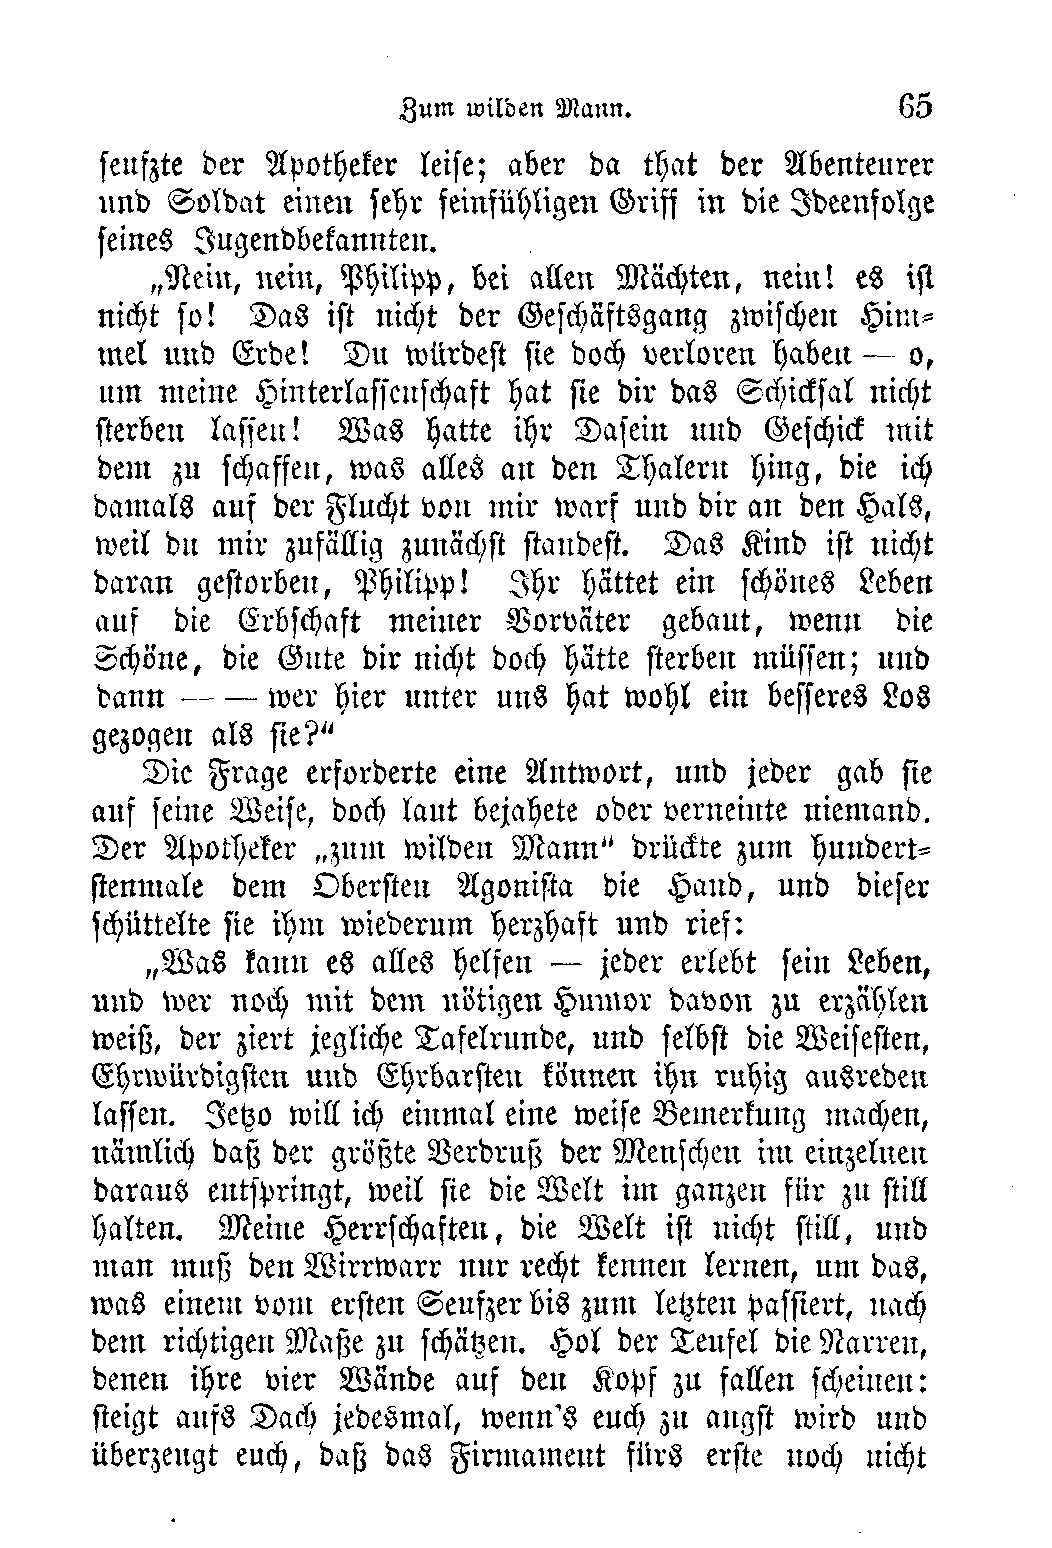 Zum wilden Mann. 65
seufzte der Apotheker leise; aber da that der Abenteurer
und Soldat einen sehr feinfühligen Griff in die Ideenfolge
seines Jugendbekannten.
„Nein, nein, Philipp, bei allen Mächten, nein! es ist
nicht so! Das ist nicht der Geschäftsgang zwischen Him-
mel und Erde! Du würdest sie doch verloren haben — o,
um meine Hinterlassenschaft hat sie dir das Schicksal nicht
sterben lassen! Was hatte ihr Dasein und Geschick mit
dem zu schaffen, was alles an den Thalern hing, die ich
damals auf der Flucht von mir warf und dir an den Hals,
weil du mir zufällig zunächst standest. Das Kind ist nicht
daran gestorben, Philipp! Ihr hättet ein schönes Leben
auf die Erbschaft meiner Vorväter gebaut, wenn die
Schöne, die Gute dir nicht doch hätte sterben müssen; und
dann — — wer hier unter uns hat wohl ein besseres Los
gezogen als sie?“
Die Frage erforderte eine Antwort, und jeder gab sie
auf seine Weise, doch laut bejahete oder verneinte niemand.
Der Apotheker „zum wilden Mann“ drückte zum hundert-
stenmale dem Obersten Agonista die Hand, und dieser
schüttelte sie ihm wiederum herzhaft und rief:
„Was kann es alles helfen — jeder erlebt sein Leben,
und wer noch mit dem nötigen Humor davon zu erzählen
weiß, der ziert jegliche Tafelrunde, und selbst die Weisesten,
Ehrwürdigsten und Ehrbarsten können ihn ruhig ausreden
lassen. Jetzo will ich einmal eine weise Bemerkung machen,
nämlich daß der größte Verdruß der Menschen im einzelnen
daraus entspringt, weil sie die Welt im ganzen für zu still
halten. Meine Herrschaften, die Welt ist nicht still, und
man muß den Wirrwarr nur recht kennen lernen, um das,
was einem vom ersten Seufzer bis zum letzten passiert, nach
dem richtigen Maße zu schätzen. Hol der Teufel die Narren,
denen ihre vier Wände auf den Kopf zu fallen scheinen:
steigt aufs Dach jedesmal, wenn's euch zu angst wird und
überzeugt euch, daß das Firmament fürs erste noch nicht